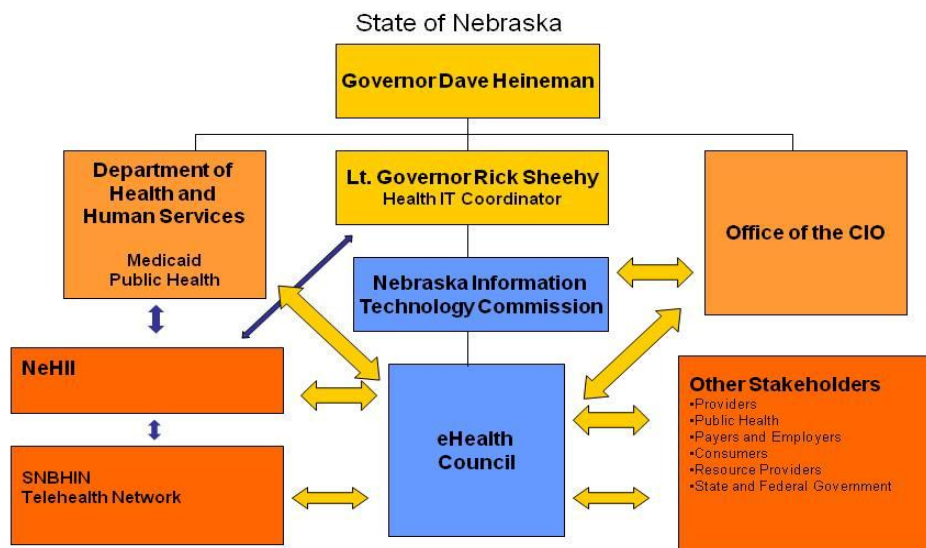 State of Nebraska
Governor Dave Heineman
Department of
Health and
Human Services
Medicaid
Public Health
Lt. Governor Rick Sheehy
Health IT Coordinator
Office of the CIO
Nebraska Information
Technology Commission
NeHII
eHealth
Council
Other Stakeholders
•Providers
•Public Health
•Payers and Employers
•Consumers
•Resource Providers
•State and Federal Government
SNBHIN
Telehealth Network